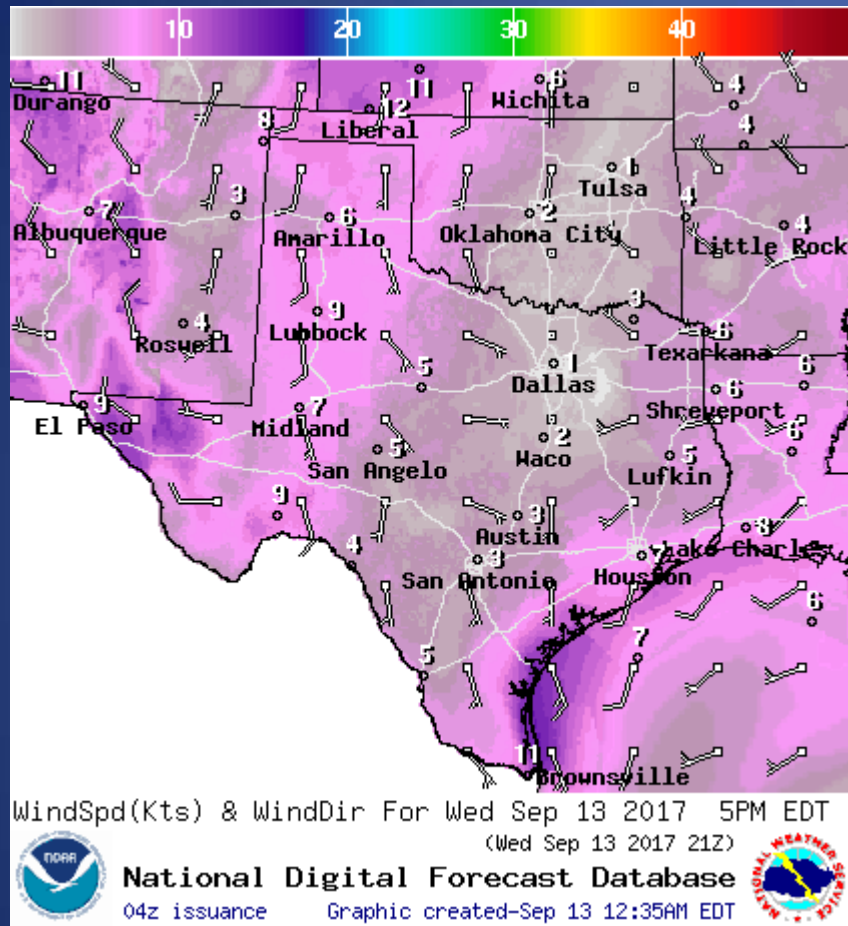 10 20 30 40
11 11 6 4
Durango Wichita
12
Liberal
8 4
1
Tulsa
7 3 6 2 4 4
Albuquerque Amarillo Oklahoma City Little Rock
4 9 3 6
Roswell Lubbock Texarkana
5 1
Dallas
9 7 6 6
El Paso Midland Shreveport
5 2 5 6
San Angelo Waco Lufkin
9 3 8
Austin
4 3 7 Lake Charles
San Antonio Houston
6
5 7
11
Brownsville
WindSpd(Kts) & WindDir For Wed Sep 13 2017 5PM EDT
(Wed Sep 13 2017 21Z)
NOAA
National Digital Forecast Database
04z issuance Graphic created-Sep 13 12:35AM EDT
NATIONAL WEATHER SERVICE